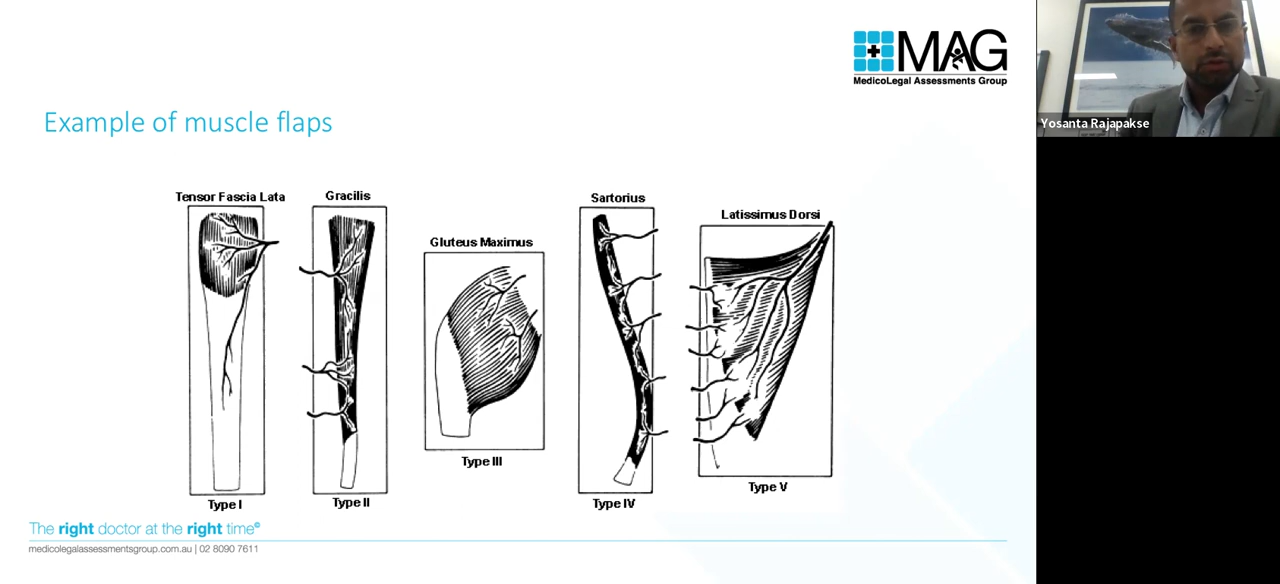 MAG
MedicoLegal Assessments Group
Yosanta Rajapakse
Example of muscle flaps
Tensor Fascia Lata
Gracilis
Gluteus Maximus
Sartorius
Latissimus Dorsi
Type I
Type II
Type III
Type IV
Type V
The right doctor at the right time©
medicolegalassessmentsgroup.com.au | 02 8090 7611